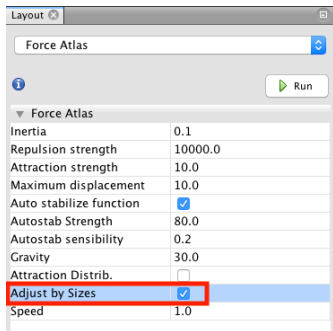 Layout
Force Atlas
Run
Force Atlas
Inertia 0.1
Repulsion strength 10000.0
Attraction strength 10.0
Maximum displacement 10.0
Auto stabilize function
Autostab Strength 80.0
Autostab sensibility 0.2
Gravity 30.0
Attraction Distrib.
Adjust by Sizes
Speed 1.0